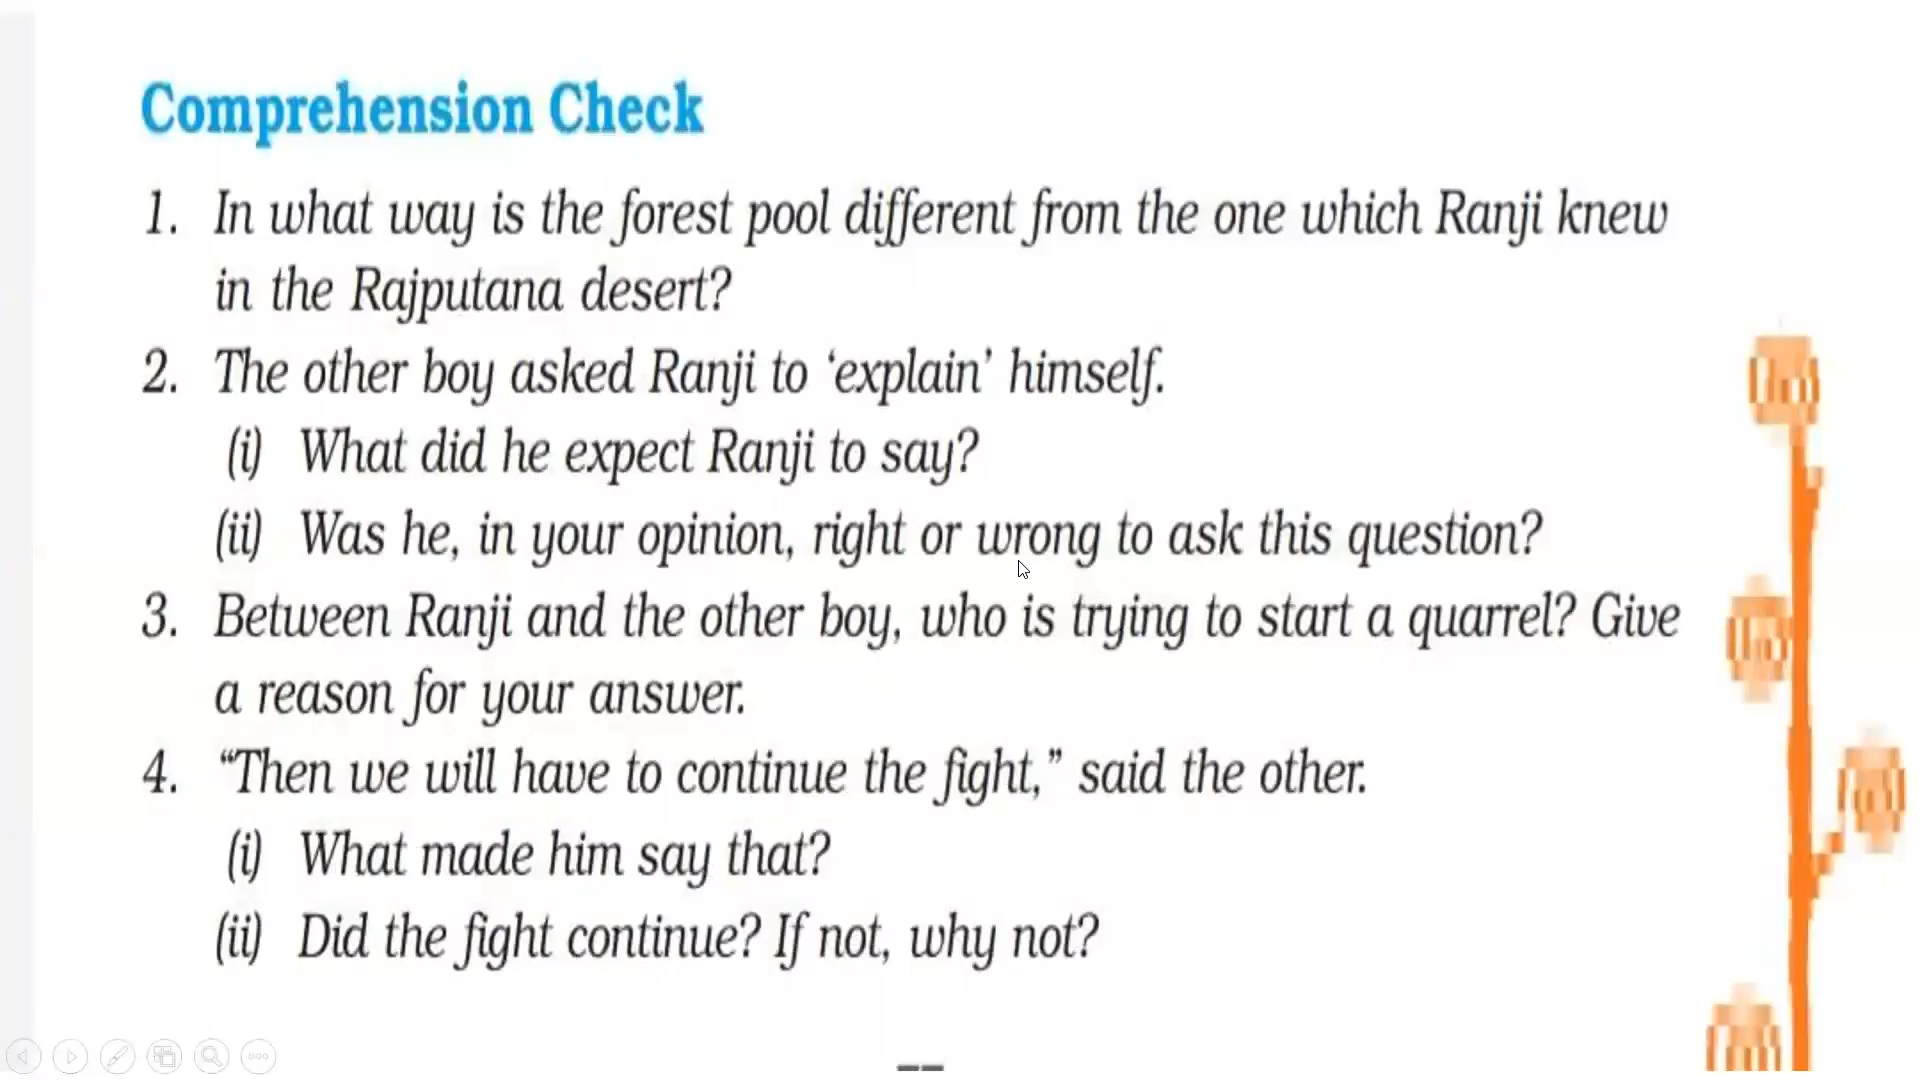 Comprehension Check
1. In what way is the forest pool different from the one which Ranji knew
in the Rajputana desert?
2. The other boy asked Ranji to ‘explain’ himself.
(i) What did he expect Ranji to say?
(ii) Was he, in your opinion, right or wrong to ask this question?
3. Between Ranji and the other boy, who is trying to start a quarrel? Give
a reason for your answer.
4. “Then we will have to continue the fight,” said the other.
(i) What made him say that?
(ii) Did the fight continue? If not, why not?